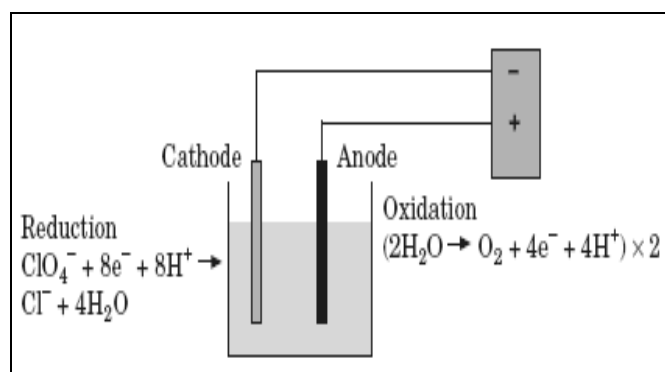 −
+
Cathode
Anode
Reduction
ClO₄⁻ + 8e⁻ + 8H⁺ →
Cl⁻ + 4H₂O
Oxidation
(2H₂O → O₂ + 4e⁻ + 4H⁺) × 2